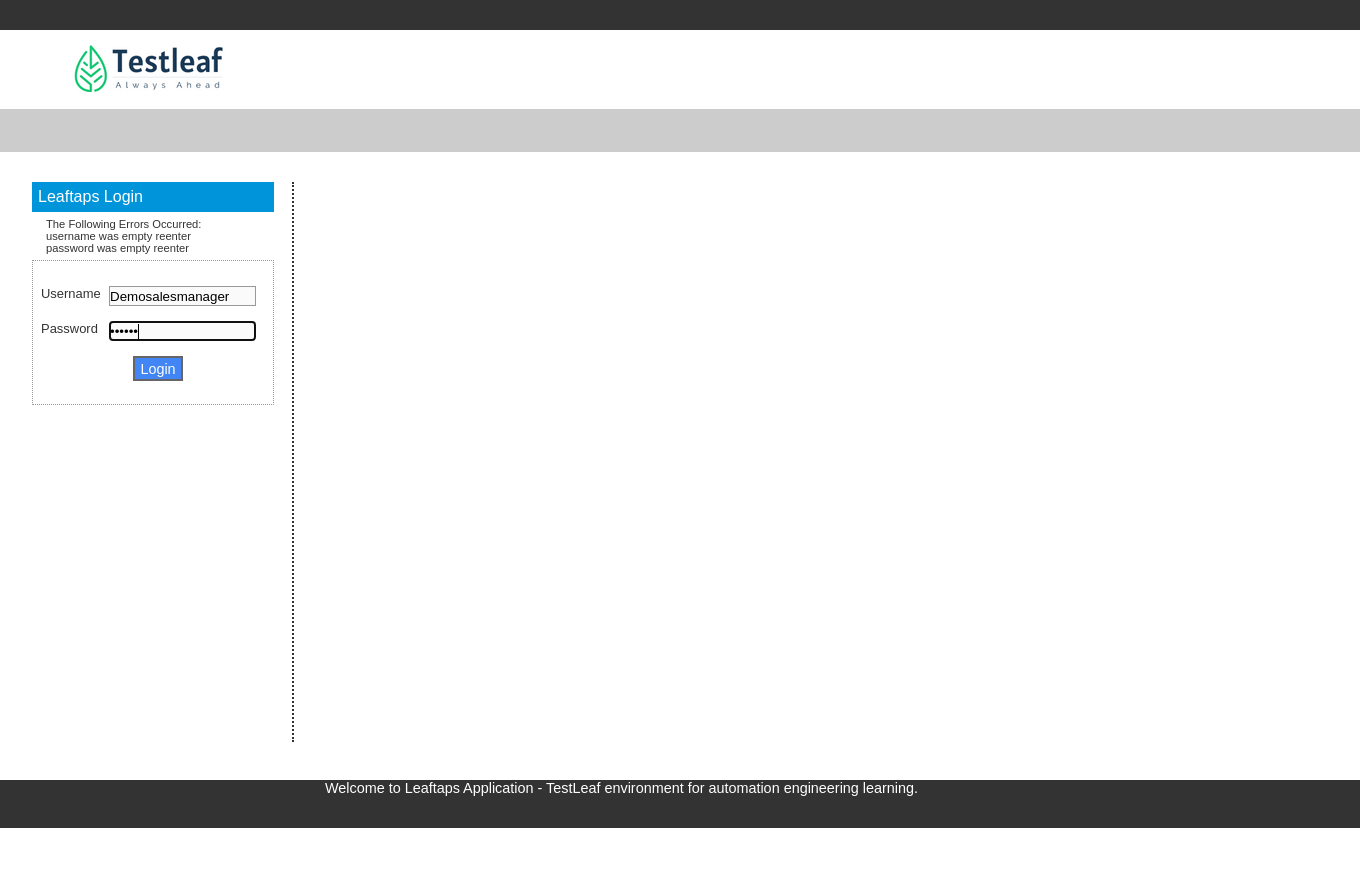 Testleaf
Always Ahead
Leaftaps Login
The Following Errors Occurred:
username was empty reenter
password was empty reenter
Username Demosalesmanager
Password ••••••
Login
Welcome to Leaftaps Application - TestLeaf environment for automation engineering learning.